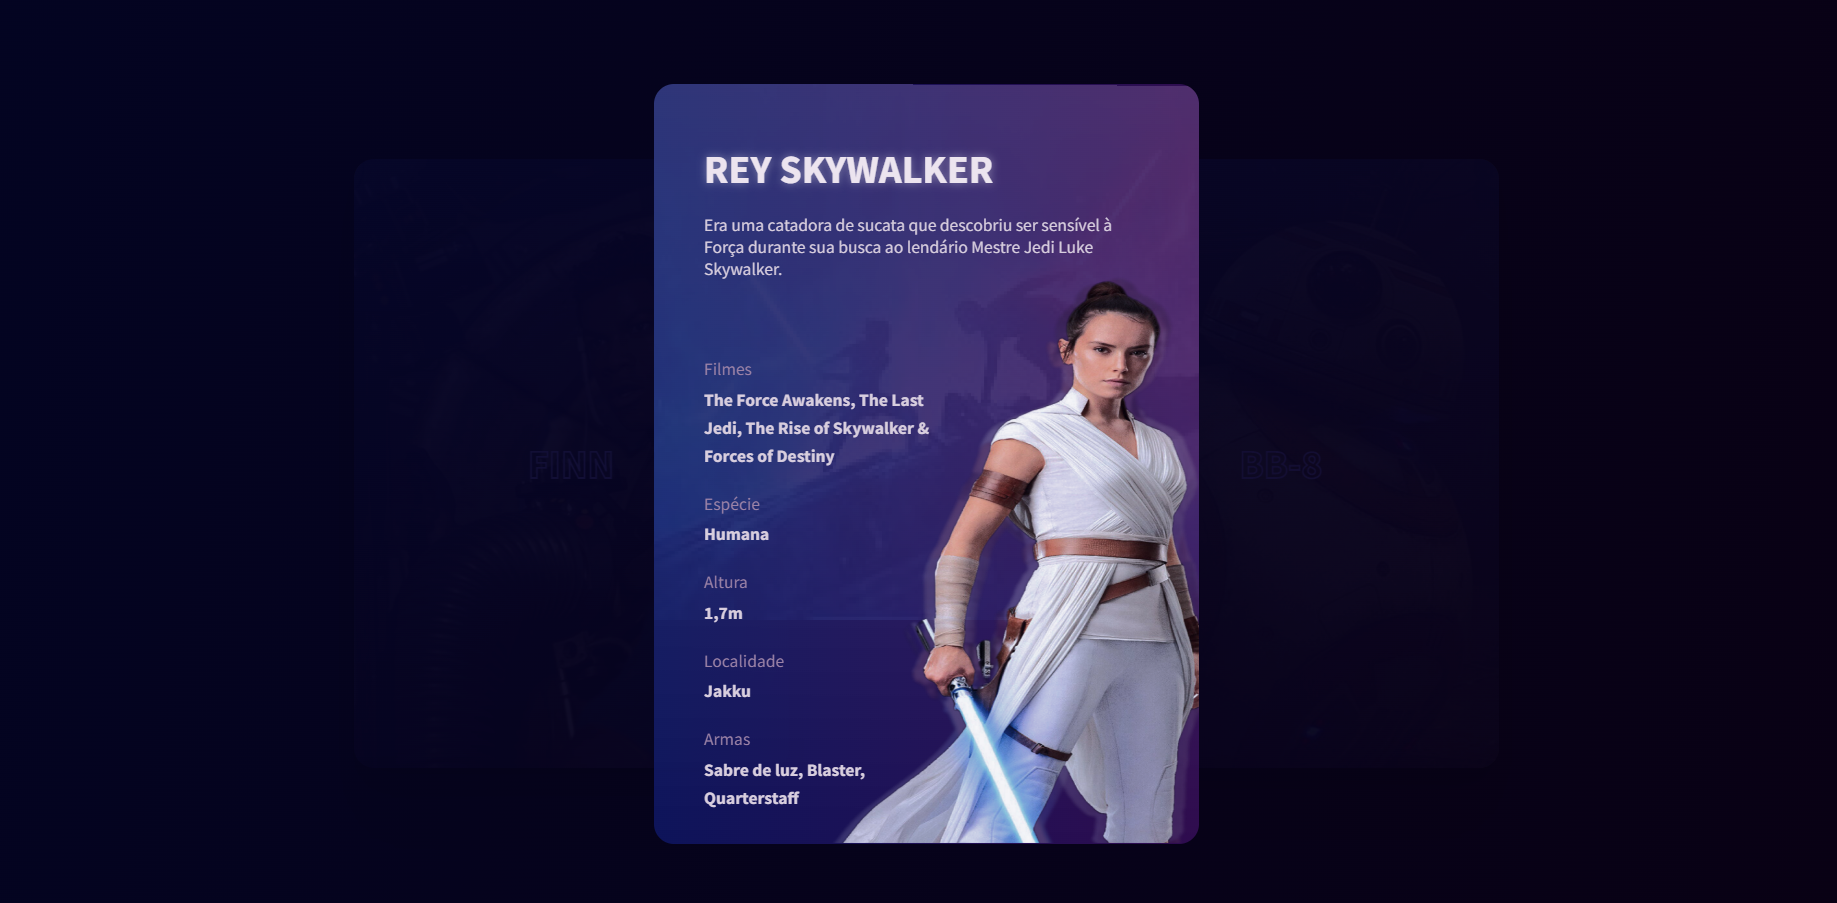 REY SKYWALKER
Era uma catadora de sucata que descobriu ser sensível à
Força durante sua busca ao lendário Mestre Jedi Luke
Skywalker.
Filmes
The Force Awakens, The Last
Jedi, The Rise of Skywalker &
Forces of Destiny
Espécie
Humana
Altura
1,7m
Localidade
Jakku
Armas
Sabre de luz, Blaster,
Quarterstaff
FINN
BB-8